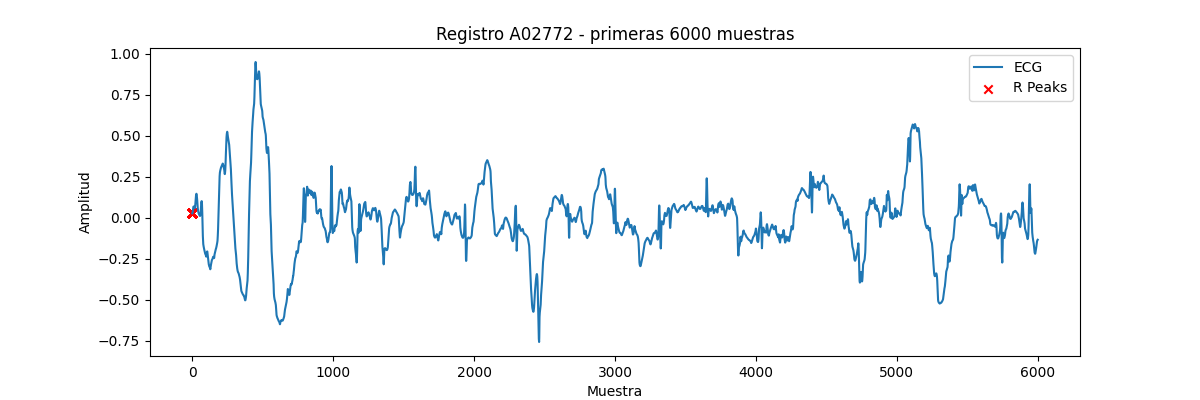 Registro A02772 - primeras 6000 muestras
ECG
R Peaks
Amplitud
1.00
0.75
0.50
0.25
0.00
−0.25
−0.50
−0.75
0 1000 2000 3000 4000 5000 6000
Muestra